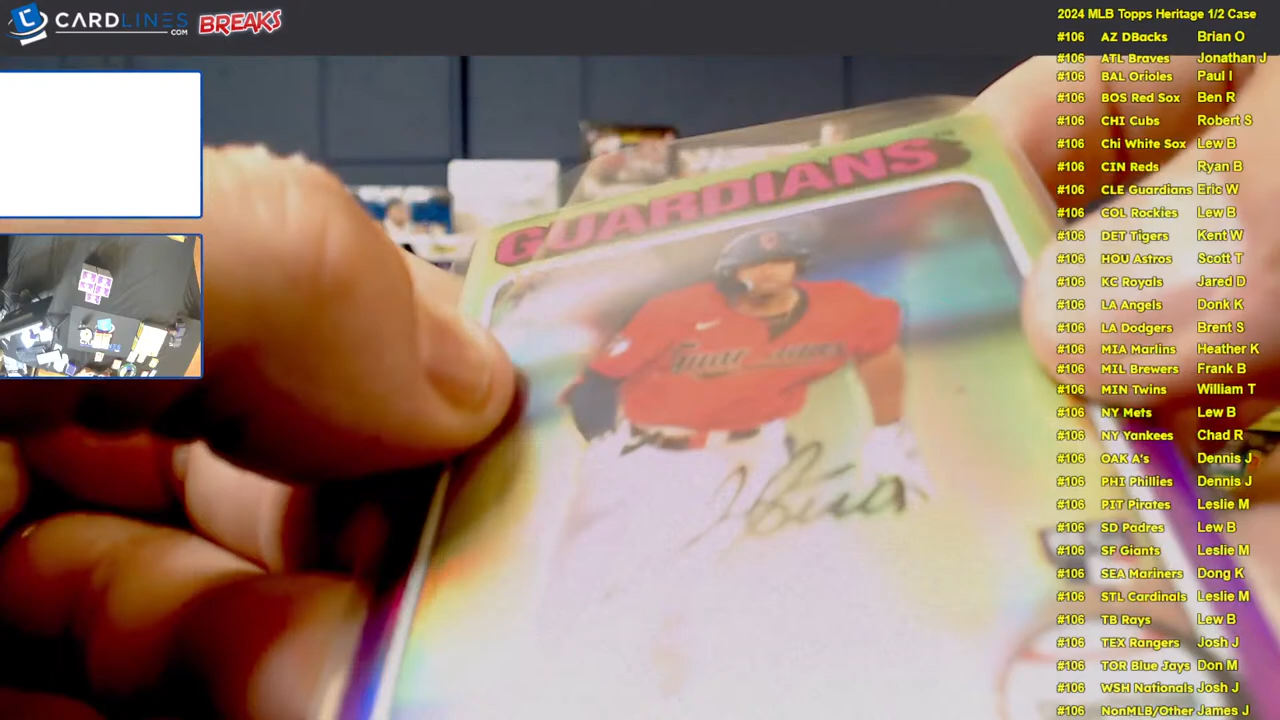 CARDLINES
.COM
BREAKS
GUARDIANS
Guardians
2024 MLB Topps Heritage 1/2 Case
#106 AZ DBacks Brian O
#106 ATL Braves Jonathan J
#106 BAL Orioles Paul I
#106 BOS Red Sox Ben R
#106 CHI Cubs Robert S
#106 Chi White Sox Lew B
#106 CIN Reds Ryan B
#106 CLE Guardians Eric W
#106 COL Rockies Lew B
#106 DET Tigers Kent W
#106 HOU Astros Scott T
#106 KC Royals Jared D
#106 LA Angels Donk K
#106 LA Dodgers Brent S
#106 MIA Marlins Heather K
#106 MIL Brewers Frank B
#106 MIN Twins William T
#106 NY Mets Lew B
#106 NY Yankees Chad R
#106 OAK A's Dennis J
#106 PHI Phillies Dennis J
#106 PIT Pirates Leslie M
#106 SD Padres Lew B
#106 SF Giants Leslie M
#106 SEA Mariners Dong K
#106 STL Cardinals Leslie M
#106 TB Rays Lew B
#106 TEX Rangers Josh J
#106 TOR Blue Jays Don M
#106 WSH Nationals Josh J
#106 NonMLB/Other James J